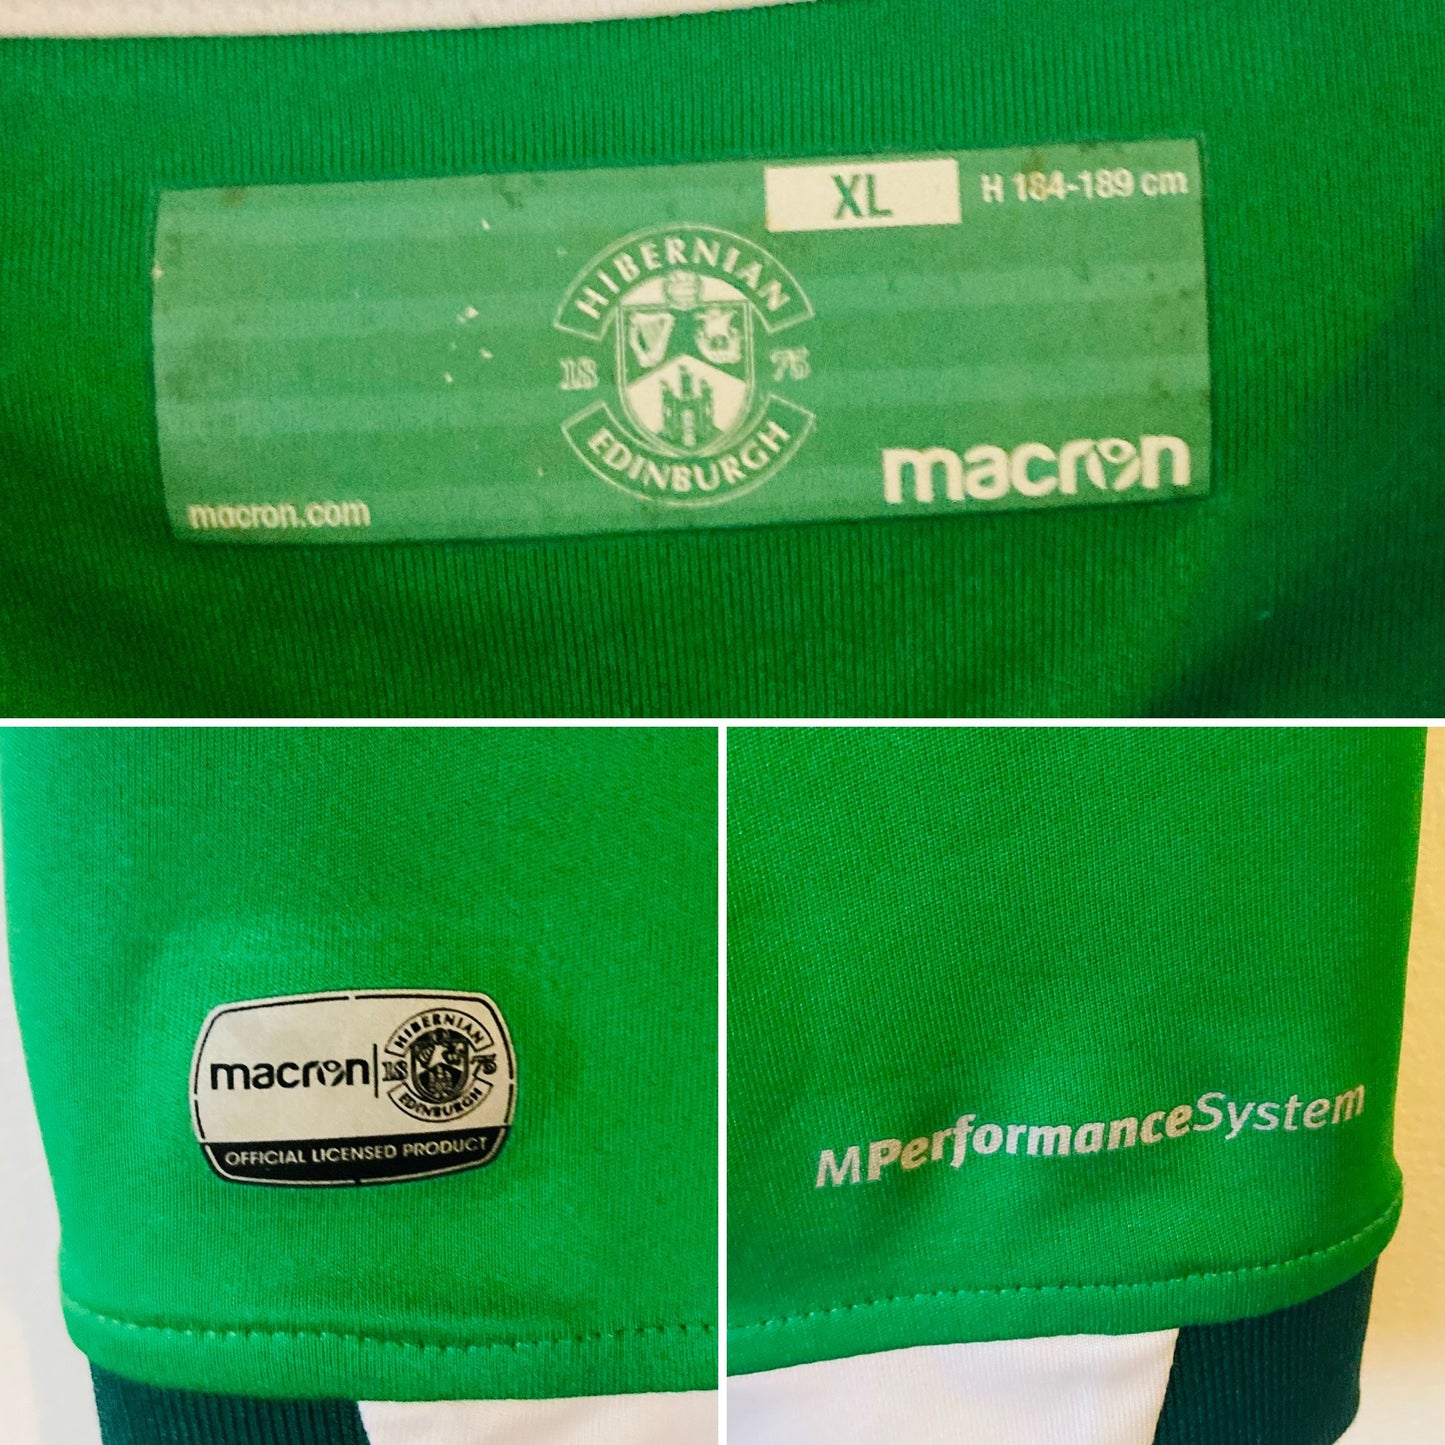 XL
H 184-189 cm
HIBERNIAN
18 75
EDINBURGH
macron
macron.com
macron
HIBERNIAN
18 75
EDINBURGH
OFFICIAL LICENSED PRODUCT
MPerformanceSystem